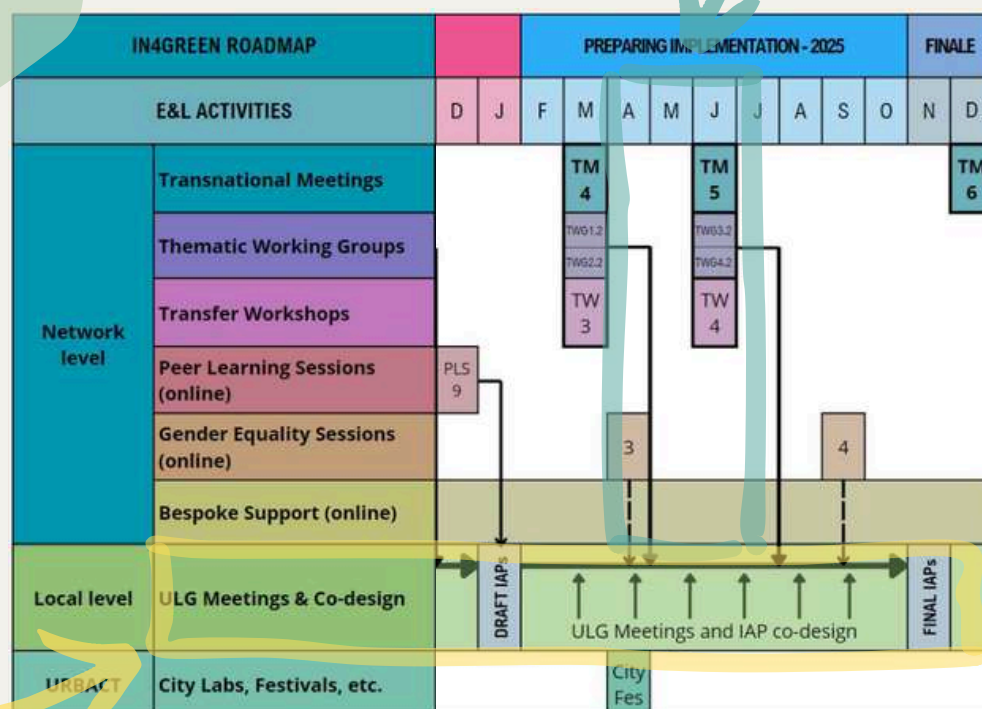 IN4GREEN ROADMAP
PREPARING IMPLEMENTATION - 2025
FINALE
E&L ACTIVITIES
D J F M A M J J A S O N D
Network level
Transnational Meetings
TM 4
TM 5
TM 6
Thematic Working Groups
TWG1.2
TWG2.2
TWG3.2
TWG4.2
Transfer Workshops
TW 3
TW 4
Peer Learning Sessions
(online)
PLS 9
Gender Equality Sessions
(online)
3
4
Bespoke Support (online)
Local level
ULG Meetings & Co-design
DRAFT IAPs
ULG Meetings and IAP co-design
FINAL IAPs
URBACT
City Labs, Festivals, etc.
City
Fes